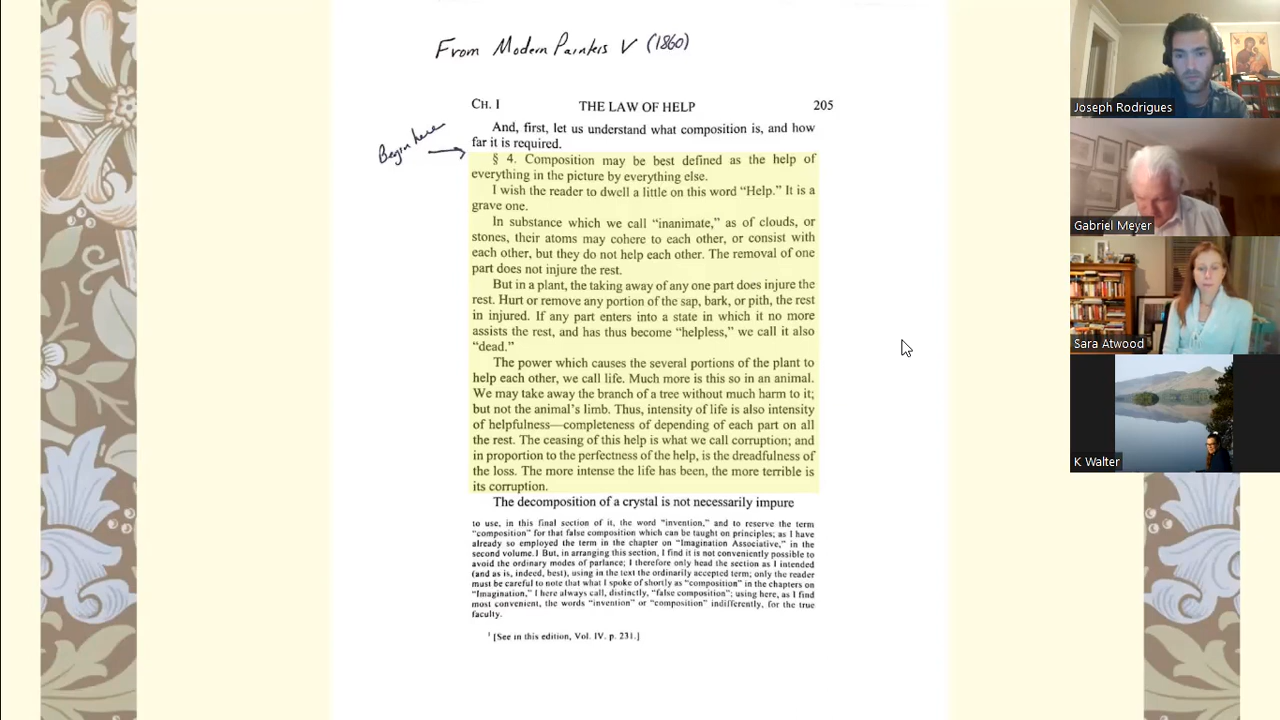 From Modern Painters V (1860)
CH. I THE LAW OF HELP 205
Begin here
And, first, let us understand what composition is, and how
far it is required.
§ 4. Composition may be best defined as the help of
everything in the picture by everything else.
I wish the reader to dwell a little on this word “Help.” It is a
grave one.
In substance which we call “inanimate,” as of clouds, or
stones, their atoms may cohere to each other, or consist with
each other, but they do not help each other. The removal of one
part does not injure the rest.
But in a plant, the taking away of any one part does injure the
rest. Hurt or remove any portion of the sap, bark, or pith, the rest
in injured. If any part enters into a state in which it no more
assists the rest, and has thus become “helpless,” we call it also
“dead.”
The power which causes the several portions of the plant to
help each other, we call life. Much more is this so in an animal.
We may take away the branch of a tree without much harm to it;
but not the animal’s limb. Thus, intensity of life is also intensity
of helpfulness—completeness of depending of each part on all
the rest. The ceasing of this help is what we call corruption; and
in proportion to the perfectness of the help, is the dreadfulness of
the loss. The more intense the life has been, the more terrible is
its corruption.
The decomposition of a crystal is not necessarily impure
to use, in this final section of it, the word “invention,” and to reserve the term
“composition” for that false composition which can be taught on principles; as I have
already so employed the term in the chapter on “Imagination Associative,” in the
second volume.1 But, in arranging this section, I find it is not conveniently possible to
avoid the ordinary modes of parlance; I therefore only head the section as I intended
(and as is, indeed, best), using in the text the ordinarily accepted term; only the reader
must be careful to note that what I spoke of shortly as “composition” in the chapters on
“Imagination,” I here always call, distinctly, “false composition”; using here, as I find
most convenient, the words “invention” or “composition” indifferently, for the true
faculty.
1 [See in this edition, Vol. IV. p. 231.]
Joseph Rodrigues
Gabriel Meyer
Sara Atwood
K Walter